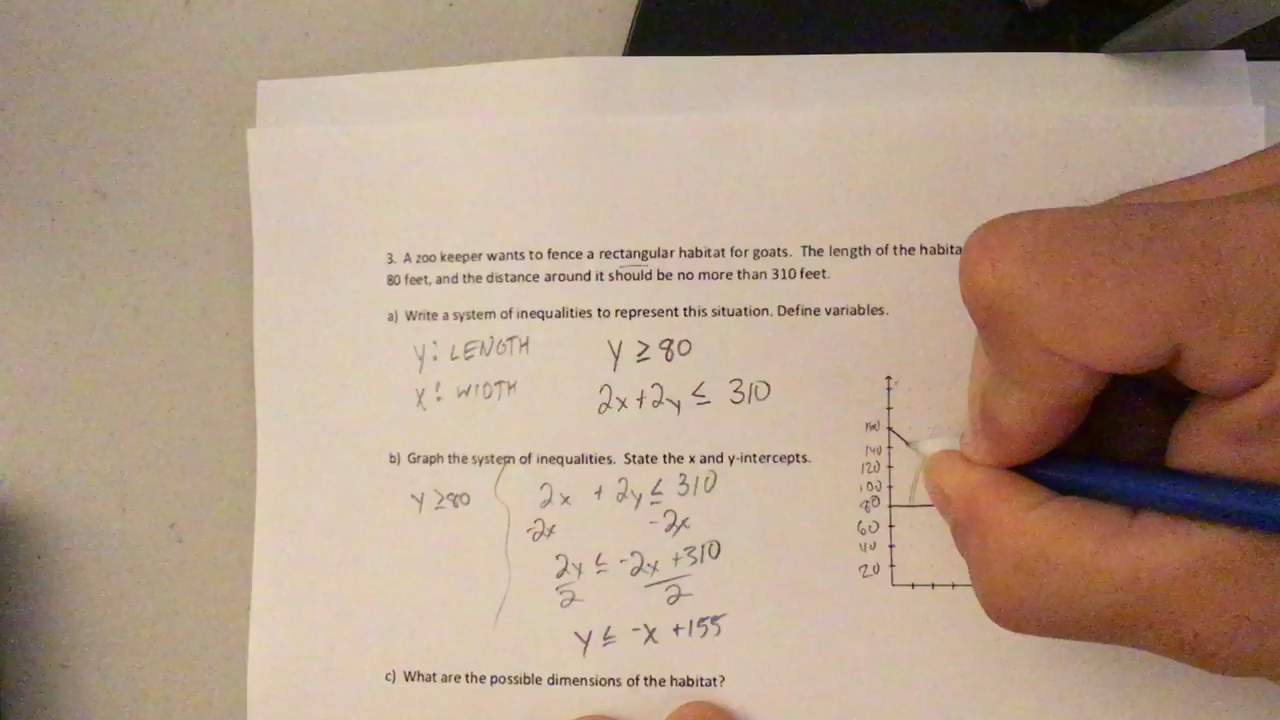 3. A zoo keeper wants to fence a rectangular habitat for goats. The length of the habita
80 feet, and the distance around it should be no more than 310 feet.
a) Write a system of inequalities to represent this situation. Define variables.
y: LENGTH
y ≥ 80
x: WIDTH
2x+2y ≤ 310
b) Graph the system of inequalities. State the x and y-intercepts.
y ≥80
2x + 2y ≤ 310
-2x -2x
2y ≤ -2x +310
2 2
y ≤ -x +155
140
120
100
80
60
40
20
c) What are the possible dimensions of the habitat?